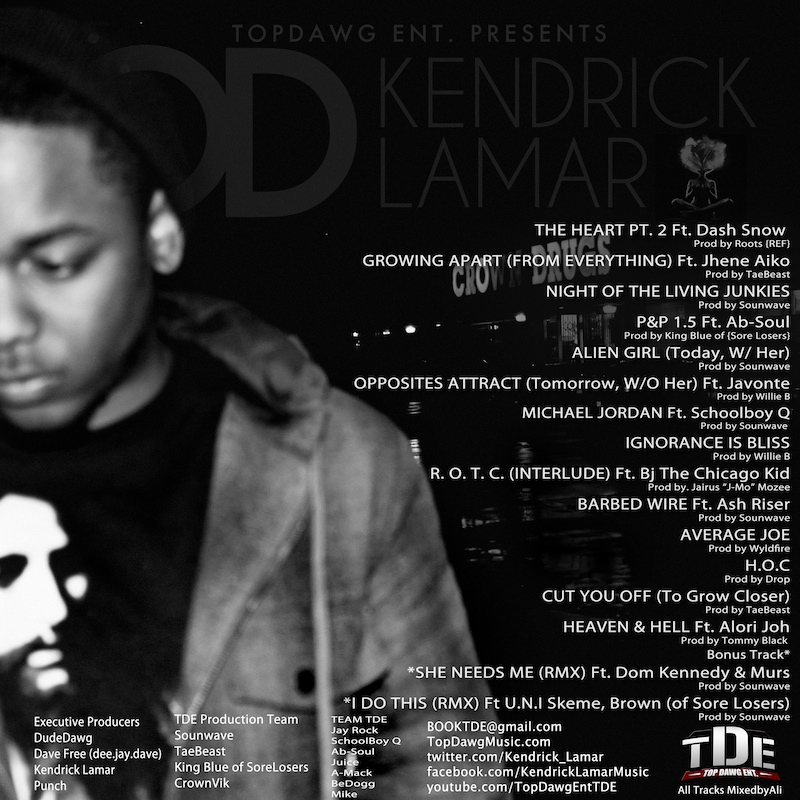 TOPDAWG ENT. PRESENTS
OD
KENDRICK
LAMAR
CROWN DRUGS
THE HEART PT. 2 Ft. Dash Snow
Prod by Roots {REF}
GROWING APART (FROM EVERYTHING) Ft. Jhene Aiko
Prod by TaeBeast
NIGHT OF THE LIVING JUNKIES
Prod by Sounwave
P&P 1.5 Ft. Ab-Soul
Prod by King Blue of {Sore Losers}
ALIEN GIRL (Today, W/ Her)
Prod by Sounwave
OPPOSITES ATTRACT (Tomorrow, W/O Her) Ft. Javonte
Prod by Willie B
MICHAEL JORDAN Ft. Schoolboy Q
Prod by Sounwave
IGNORANCE IS BLISS
Prod by Willie B
R. O. T. C. (INTERLUDE) Ft. Bj The Chicago Kid
Prod by. Jairus "J-Mo" Mozee
BARBED WIRE Ft. Ash Riser
Prod by Sounwave
AVERAGE JOE
Prod by Wyldfire
H.O.C
Prod by Drop
CUT YOU OFF (To Grow Closer)
Prod by TaeBeast
HEAVEN & HELL Ft. Alori Joh
Prod by Tommy Black
Bonus Track*
*SHE NEEDS ME (RMX) Ft. Dom Kennedy & Murs
Prod by Sounwave
*I DO THIS (RMX) Ft U.N.I Skeme, Brown (of Sore Losers)
Prod by Sounwave
Executive Producers
DudeDawg
Dave Free (dee.jay.dave)
Kendrick Lamar
Punch
TDE Production Team
Sounwave
TaeBeast
King Blue of SoreLosers
CrownVik
TEAM TDE
Jay Rock
SchoolBoy Q
Ab-Soul
Juice
A-Mack
BeDogg
Mike
BOOKTDE@gmail.com
TopDawgMusic.com
twitter.com/Kendrick_Lamar
facebook.com/KendrickLamarMusic
youtube.com/TopDawgEntTDE
TDE
TOP DAWG ENT.
All Tracks MixedbyAli